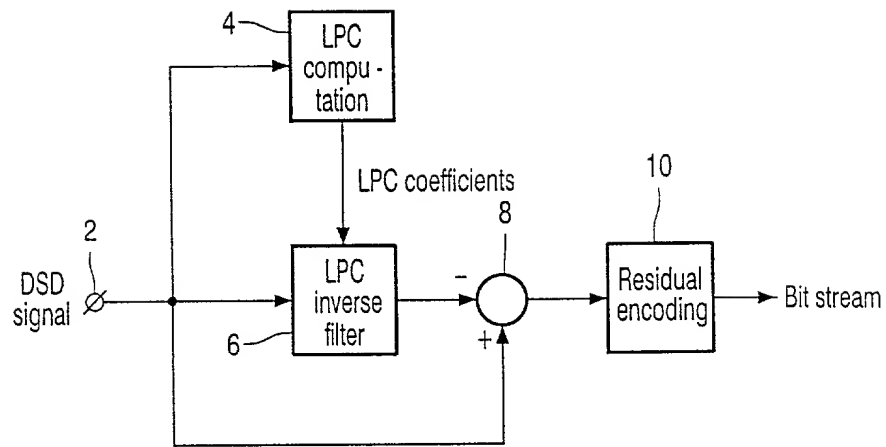 4
LPC
compu -
tation
LPC coefficients
2
DSD
signal
6
LPC
inverse
filter
-
8
+
10
Residual
encoding
Bit stream